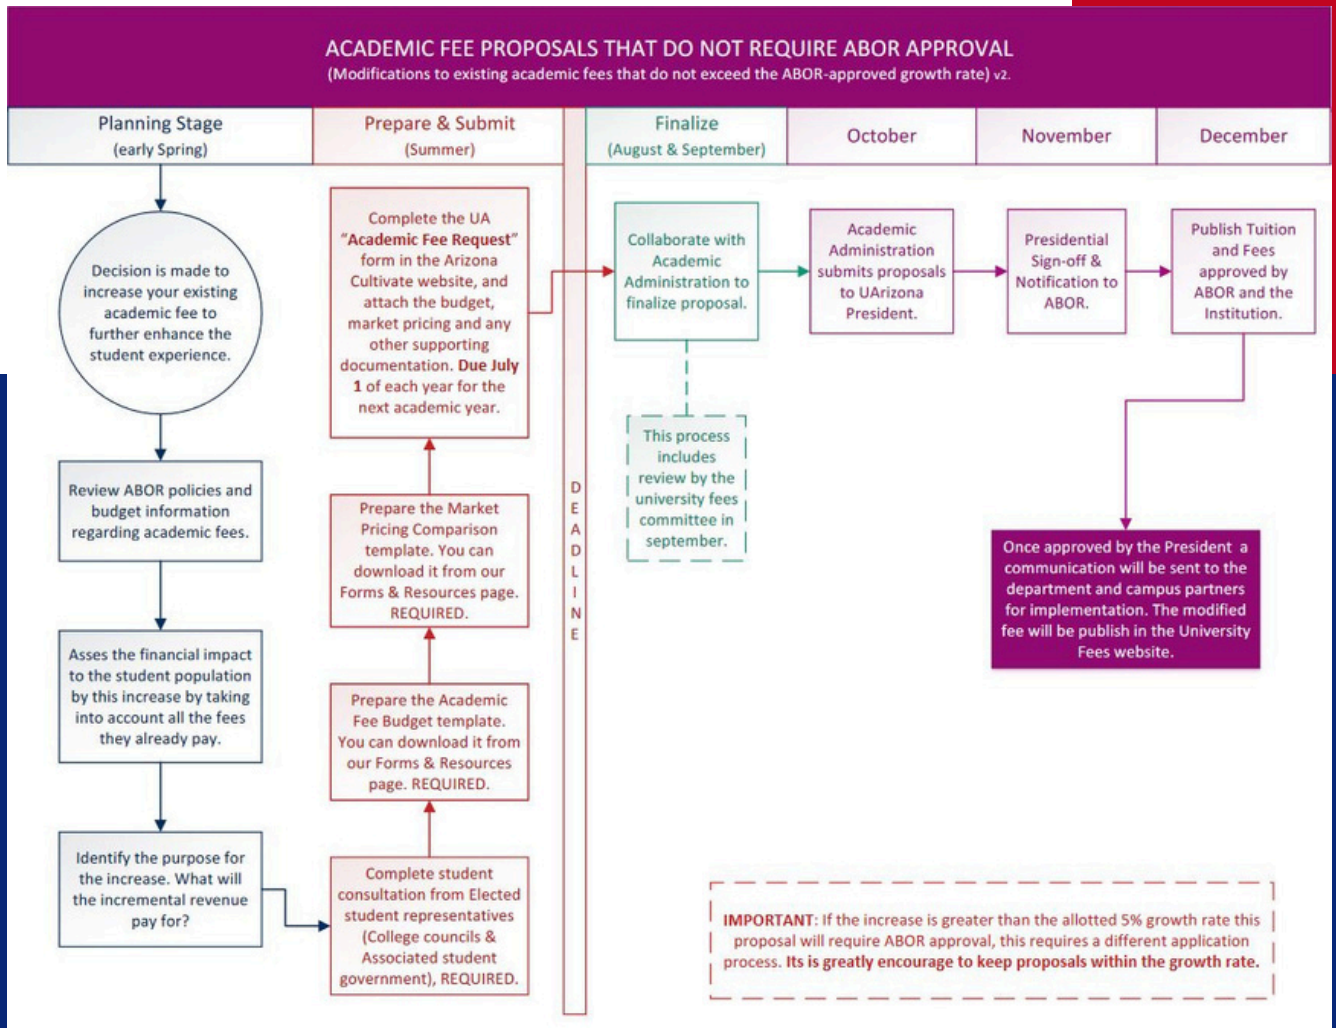 ACADEMIC FEE PROPOSALS THAT DO NOT REQUIRE ABOR APPROVAL
(Modifications to existing academic fees that do not exceed the ABOR-approved growth rate) v2.
Planning Stage
(early Spring)
Prepare & Submit
(Summer)
Finalize
(August & September)
October
November
December
Decision is made to
increase your existing
academic fee to
further enhance the
student experience.
Review ABOR policies and
budget information
regarding academic fees.
Asses the financial impact
to the student population
by this increase by taking
into account all the fees
they already pay.
Identify the purpose for
the increase. What will
the incremental revenue
pay for?
Complete the UA
"Academic Fee Request"
form in the Arizona
Cultivate website, and
attach the budget,
market pricing and any
other supporting
documentation. Due July
1 of each year for the
next academic year.
Prepare the Market
Pricing Comparison
template. You can
download it from our
Forms & Resources page.
REQUIRED.
Prepare the Academic
Fee Budget template.
You can download it from
our Forms & Resources
page. REQUIRED.
Complete student
consultation from Elected
student representatives
(College councils &
Associated student
government), REQUIRED.
D
E
A
D
L
I
N
E
Collaborate with
Academic
Administration to
finalize proposal.
This process
includes
review by the
university fees
committee in
september.
Academic
Administration
submits proposals
to UArizona
President.
Presidential
Sign-off &
Notification to
ABOR.
Publish Tuition
and Fees
approved by
ABOR and the
Institution.
Once approved by the President a
communication will be sent to the
department and campus partners
for implementation. The modified
fee will be publish in the University
Fees website.
IMPORTANT: If the increase is greater than the allotted 5% growth rate this
proposal will require ABOR approval, this requires a different application
process. Its is greatly encourage to keep proposals within the growth rate.